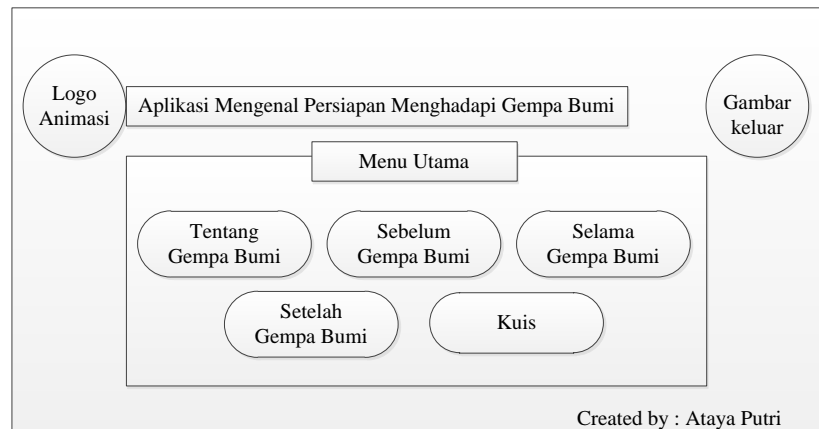 Logo
Animasi
Aplikasi Mengenal Persiapan Menghadapi Gempa Bumi
Gambar
keluar
Menu Utama
Tentang
Gempa Bumi
Sebelum
Gempa Bumi
Selama
Gempa Bumi
Setelah
Gempa Bumi
Kuis
Created by : Ataya Putri